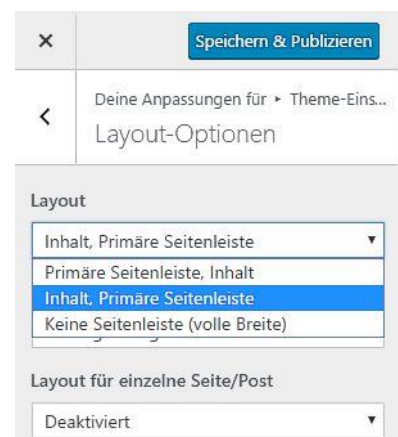 × Speichern & Publizieren
Deine Anpassungen für ▸ Theme-Eins...
Layout-Optionen
Layout
Inhalt, Primäre Seitenleiste
Primäre Seitenleiste, Inhalt
Inhalt, Primäre Seitenleiste
Keine Seitenleiste (volle Breite)
Layout für einzelne Seite/Post
Deaktiviert